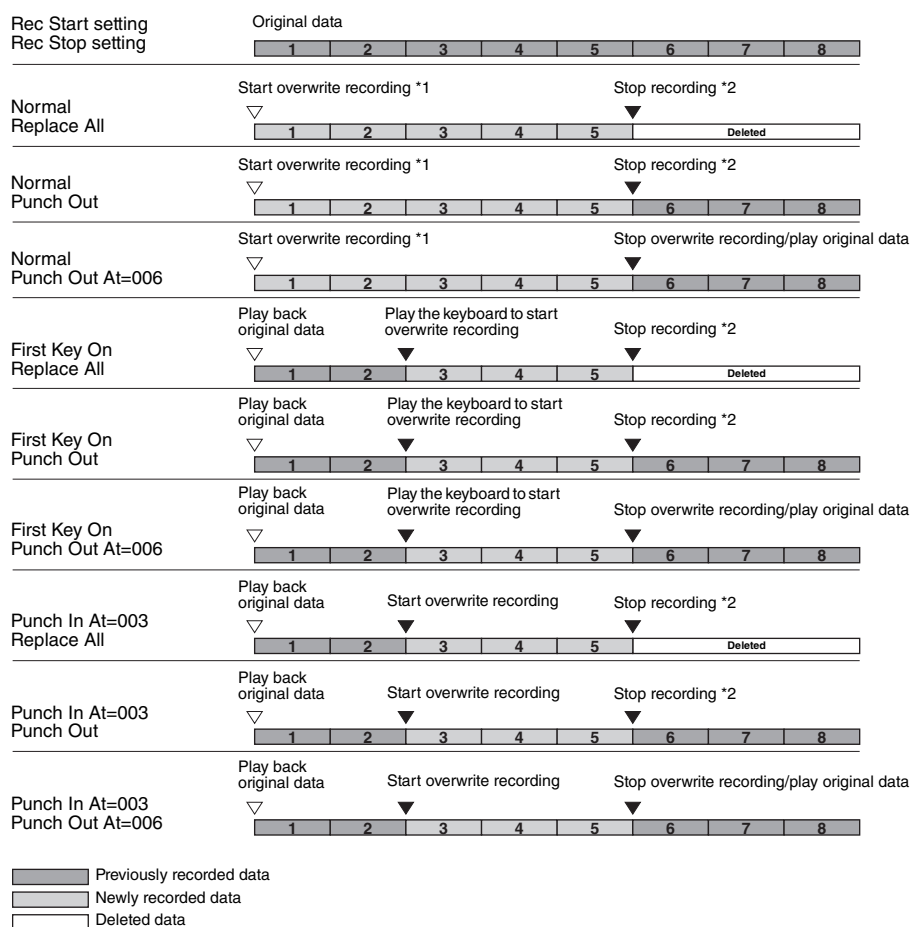 Rec Start setting
Rec Stop setting
Original data
1 2 3 4 5 6 7 8
Normal
Replace All
Start overwrite recording *1
Stop recording *2
1 2 3 4 5 Deleted
Normal
Punch Out
Start overwrite recording *1
Stop recording *2
1 2 3 4 5 6 7 8
Normal
Punch Out At=006
Start overwrite recording *1
Stop overwrite recording/play original data
1 2 3 4 5 6 7 8
First Key On
Replace All
Play back
original data
Play the keyboard to start
overwrite recording
Stop recording *2
1 2 3 4 5 Deleted
First Key On
Punch Out
Play back
original data
Play the keyboard to start
overwrite recording
Stop recording *2
1 2 3 4 5 6 7 8
First Key On
Punch Out At=006
Play back
original data
Play the keyboard to start
overwrite recording
Stop overwrite recording/play original data
1 2 3 4 5 6 7 8
Punch In At=003
Replace All
Play back
original data
Start overwrite recording
Stop recording *2
1 2 3 4 5 Deleted
Punch In At=003
Punch Out
Play back
original data
Start overwrite recording
Stop recording *2
1 2 3 4 5 6 7 8
Punch In At=003
Punch Out At=006
Play back
original data
Start overwrite recording
Stop overwrite recording/play original data
1 2 3 4 5 6 7 8
Previously recorded data
Newly recorded data
Deleted data